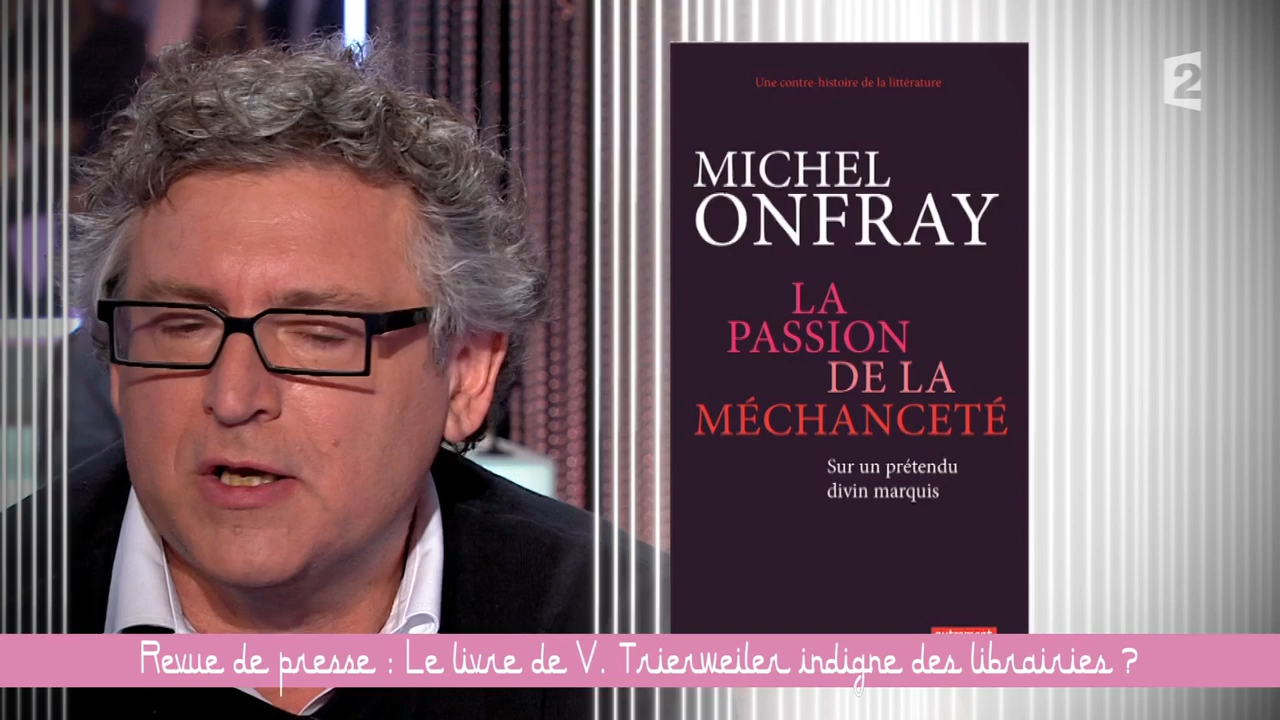 Une contre-histoire de la littérature
2
MICHEL
ONFRAY
LA
PASSION
DE LA
MÉCHANCETÉ
Sur un prétendu
divin marquis
autrement
Revue de presse : Le livre de V. Trierweiler indigne des librairies ?